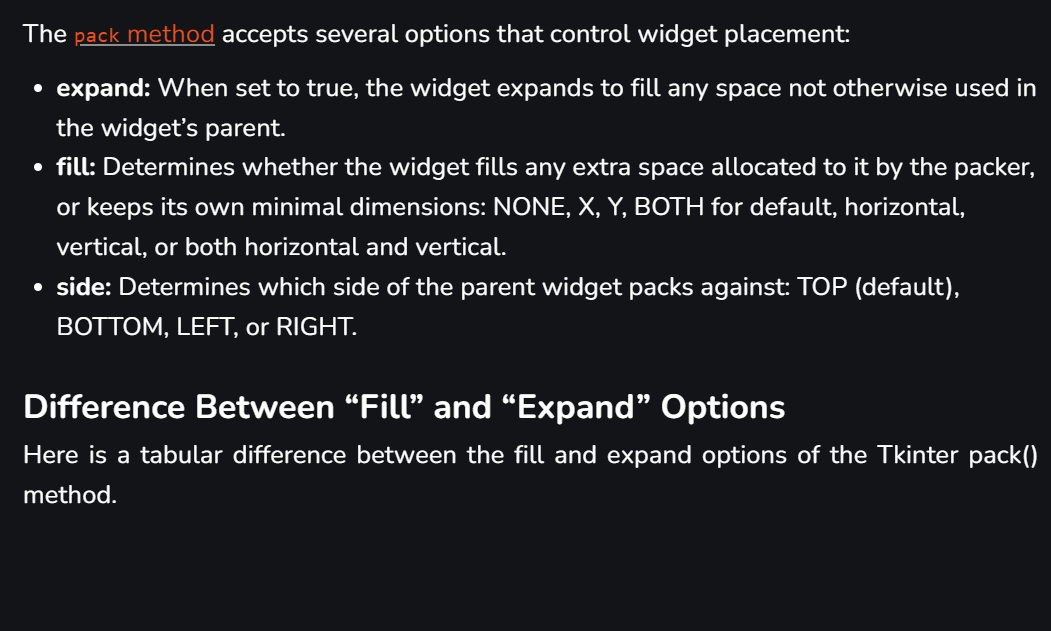 The pack method accepts several options that control widget placement:
• expand: When set to true, the widget expands to fill any space not otherwise used in
the widget’s parent.
• fill: Determines whether the widget fills any extra space allocated to it by the packer,
or keeps its own minimal dimensions: NONE, X, Y, BOTH for default, horizontal,
vertical, or both horizontal and vertical.
• side: Determines which side of the parent widget packs against: TOP (default),
BOTTOM, LEFT, or RIGHT.
Difference Between “Fill” and “Expand” Options
Here is a tabular difference between the fill and expand options of the Tkinter pack()
method.